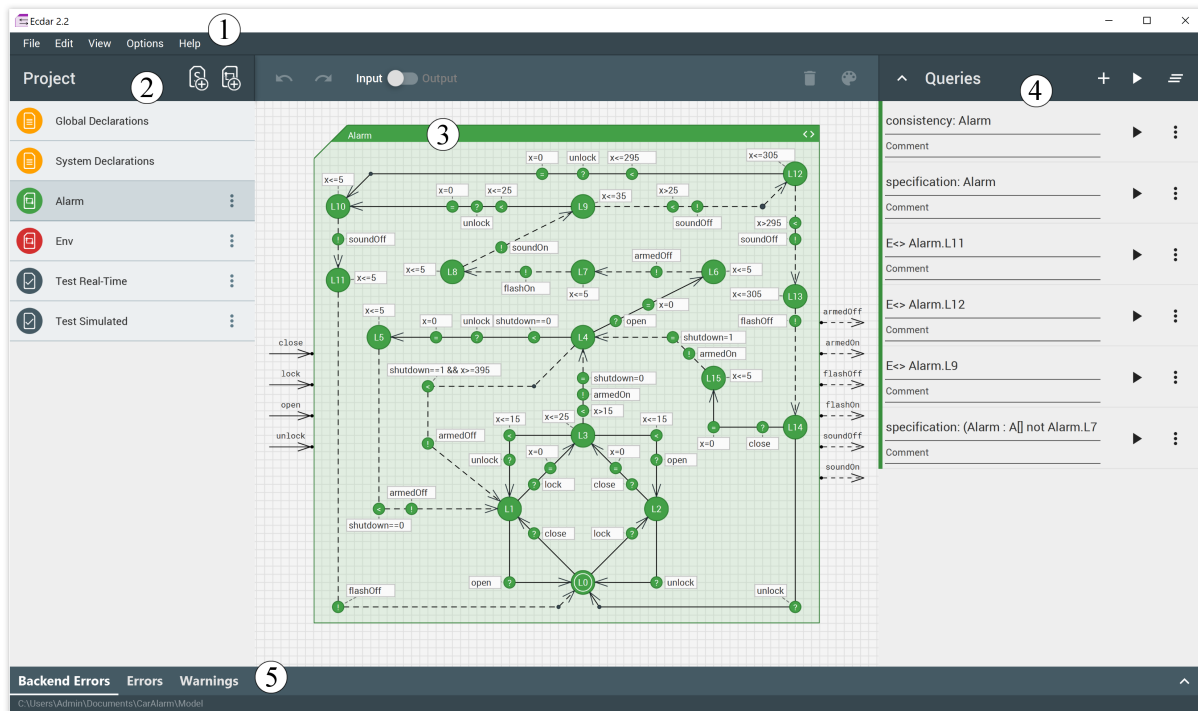 Ecdar 2.2
File Edit View Options Help
1
Project
2
Input Output
Queries
4
Global Declarations
System Declarations
Alarm
Env
Test Real-Time
Test Simulated
Alarm
3
<>
x=0 unlock x<=295 x<=305
= ? < L12
x<=5 x=0 x<=25 x<=35 x>25
L10 = ? < L9 < !
unlock soundOff x>295 <
! soundOff ! soundOn soundOff !
armedOff
L11 x<=5 x<=5 L8 ! L7 ! L6 x<=5
flashOn x<=5 x<=305 L13
x<=5 = x=0
x=0 unlock shutdown==0 ? open flashOff !
L5 = ? < L4 = shutdown=1
! armedOn
shutdown==1 && x>=395 = shutdown=0 L15 x<=5
< ! armedOn
x<=15 x<=25 < x>15 x<=15
! armedOff < L3 < = ? L14
x=0 close
unlock ? x=0 x=0 ? open
= =
? lock close ?
armedOff
< ! L1 L2
shutdown==0
? close lock ?
open ? L0 ? unlock
flashOff unlock
! ?
close
lock
open
unlock
armedOff
armedOn
flashOff
flashOn
soundOff
soundOn
consistency: Alarm
Comment
specification: Alarm
Comment
E<> Alarm.L11
Comment
E<> Alarm.L12
Comment
E<> Alarm.L9
Comment
specification: (Alarm : A[] not Alarm.L7
Comment
Backend Errors Errors Warnings
5
C:\Users\Admin\Documents\CarAlarm\Model